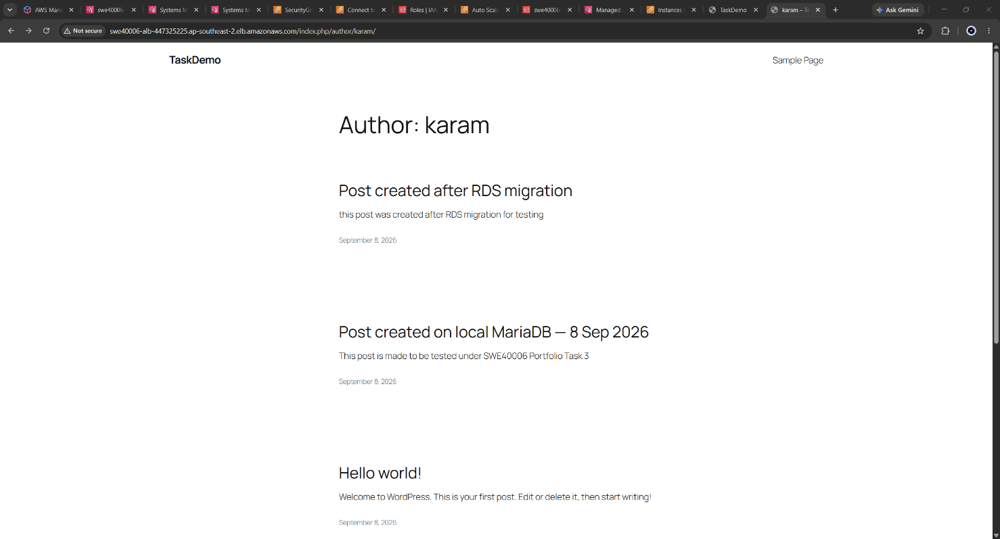 AWS Mana
swe40006-
Systems M
Systems M
SecurityGr
Connect to
Roles | IAM
Auto Scali
swe40006-
Managed
Instances
TaskDemo
karam – T
Ask Gemini
Not secure
swe40006-alb-447325225.ap-southeast-2.elb.amazonaws.com/index.php/author/karam/
TaskDemo
Sample Page
Author: karam
Post created after RDS migration
this post was created after RDS migration for testing
September 8, 2026
Post created on local MariaDB — 8 Sep 2026
This post is made to be tested under SWE40006 Portfolio Task 3
September 8, 2026
Hello world!
Welcome to WordPress. This is your first post. Edit or delete it, then start writing!
September 8, 2026